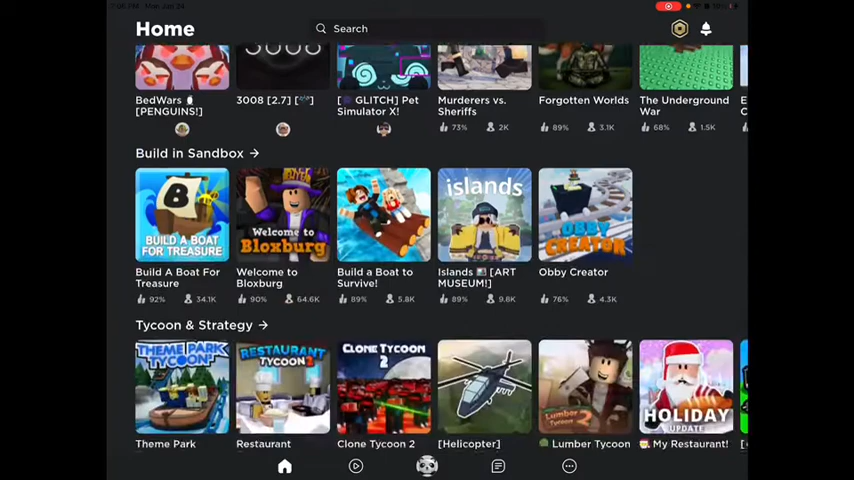 Home
Search
BedWars
[PENGUINS!]
3008 [2.7]
[GLITCH] Pet
Simulator X!
Murderers vs.
Sheriffs
73% 2K
Forgotten Worlds
89% 3.1K
The Underground
War
68% 1.5K
Build in Sandbox →
B
BUILD A BOAT
FOR TREASURE
Welcome to
Bloxburg
islands
OBBY
CREATOR
Build A Boat For
Treasure
92% 34.1K
Welcome to
Bloxburg
90% 64.6K
Build a Boat to
Survive!
89% 5.8K
Islands [ART
MUSEUM!]
89% 9.8K
Obby Creator
76% 4.3K
Tycoon & Strategy →
THEME PARK
TYCOON
RESTAURANT
TYCOON 2
CLONE TYCOON
2
Lumber
Tycoon 2
HOLIDAY
UPDATE
Theme Park
Restaurant
Clone Tycoon 2
[Helicopter]
Lumber Tycoon
My Restaurant!